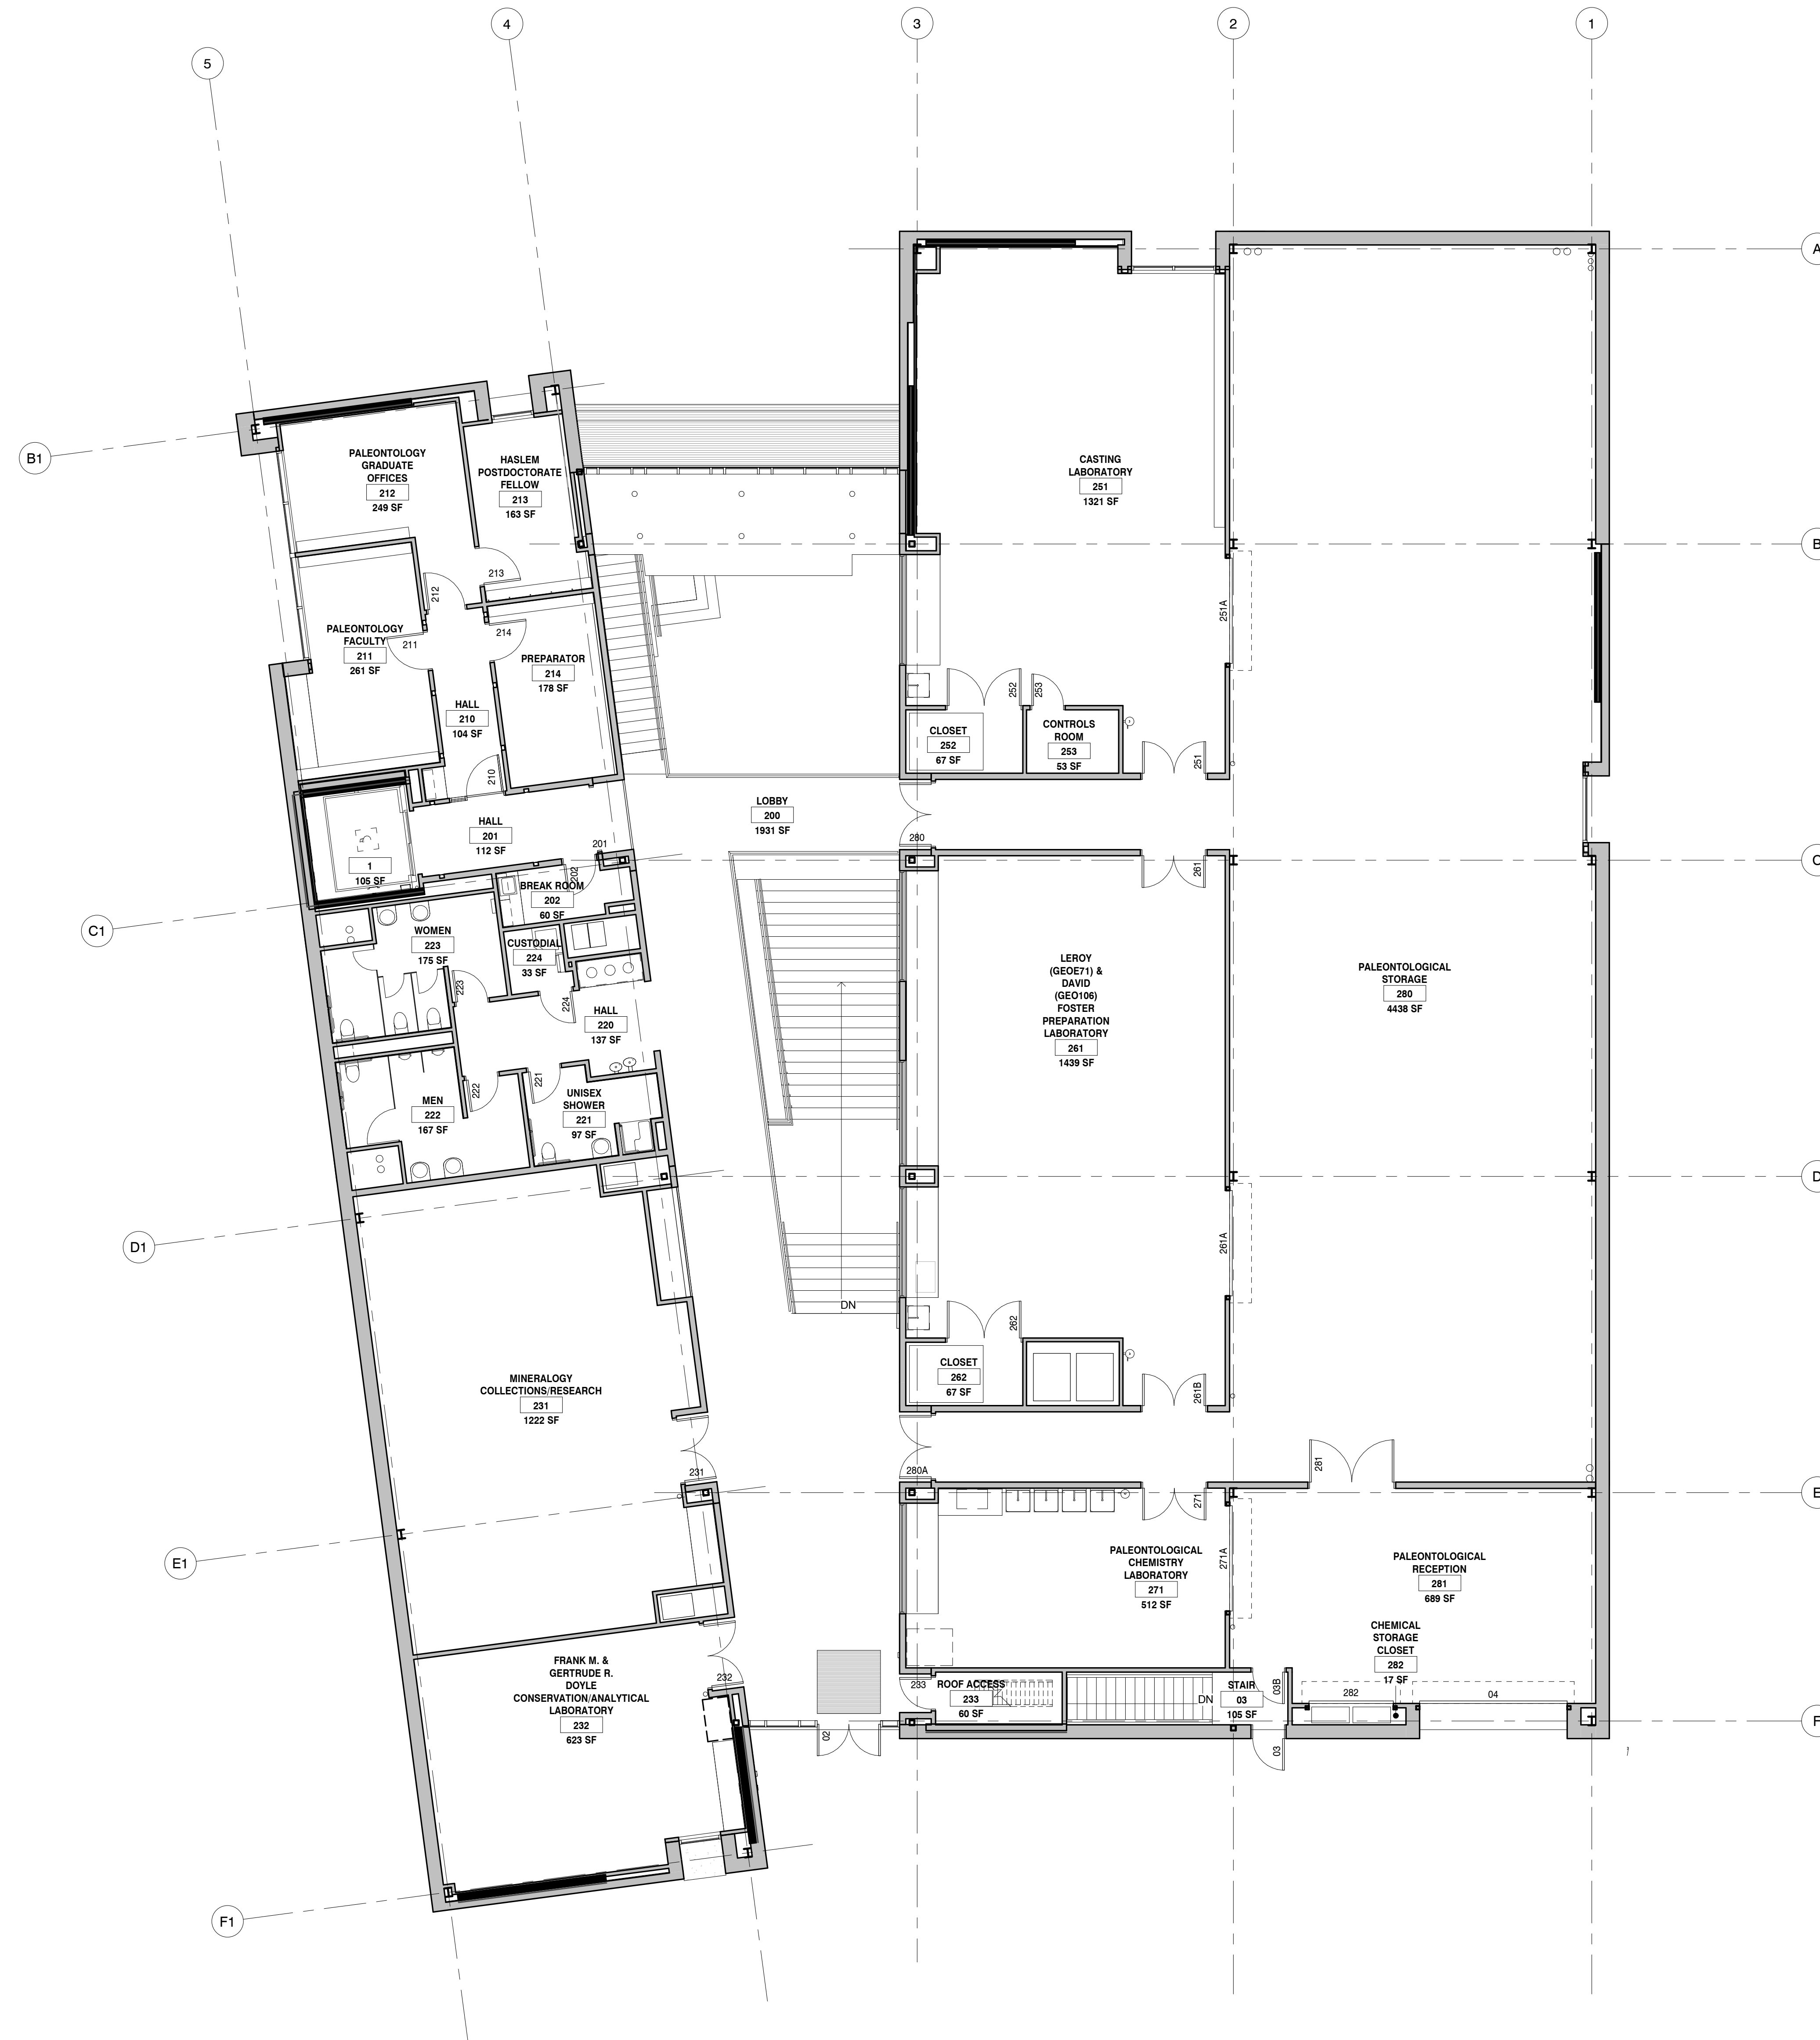 5
4
3
2
1
A
B
C
D
E
F
B1
C1
D1
E1
F1
PALEONTOLOGY
GRADUATE
OFFICES
212
249 SF
HASLEM
POSTDOCTORATE
FELLOW
213
163 SF
213
212
PALEONTOLOGY
FACULTY
211
261 SF
211
214
PREPARATOR
214
178 SF
HALL
210
104 SF
210
HALL
201
112 SF
201
1
105 SF
202
BREAK ROOM
202
60 SF
WOMEN
223
175 SF
223
CUSTODIAL
224
33 SF
224
HALL
220
137 SF
MEN
222
167 SF
222
221
UNISEX
SHOWER
221
97 SF
MINERALOGY
COLLECTIONS/RESEARCH
231
1222 SF
231
FRANK M. &
GERTRUDE R.
DOYLE
CONSERVATION/ANALYTICAL
LABORATORY
232
623 SF
232
LOBBY
200
1931 SF
DN
02
CASTING
LABORATORY
251
1321 SF
251A
252
253
CLOSET
252
67 SF
CONTROLS
ROOM
253
53 SF
251
280
261
LEROY
(GEOE71) &
DAVID
(GEO106)
FOSTER
PREPARATION
LABORATORY
261
1439 SF
261A
PALEONTOLOGICAL
STORAGE
280
4438 SF
262
CLOSET
262
67 SF
261B
280A
281
271
PALEONTOLOGICAL
CHEMISTRY
LABORATORY
271
512 SF
271A
PALEONTOLOGICAL
RECEPTION
281
689 SF
CHEMICAL
STORAGE
CLOSET
282
17 SF
282
04
233
ROOF ACCESS
233
60 SF
DN
STAIR
03
105 SF
03B
03